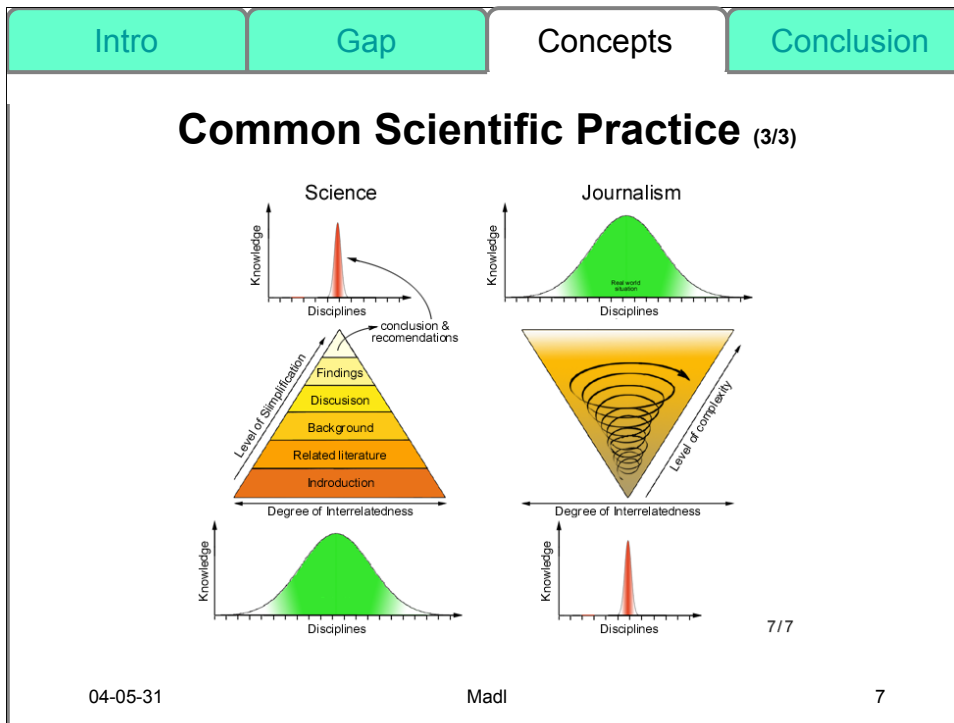 Intro
Gap
Concepts
Conclusion
Common Scientific Practice (3/3)
Science
Knowledge
Disciplines
conclusion &
recomendations
Level of Siimplification
Findings
Discusison
Background
Related literature
Indroduction
Degree of Interrelatedness
Knowledge
Disciplines
Journalism
Knowledge
Real world
situation
Disciplines
Level of complexity
Degree of Interrelatedness
Knowledge
Disciplines
7/7
04-05-31
Madl
7